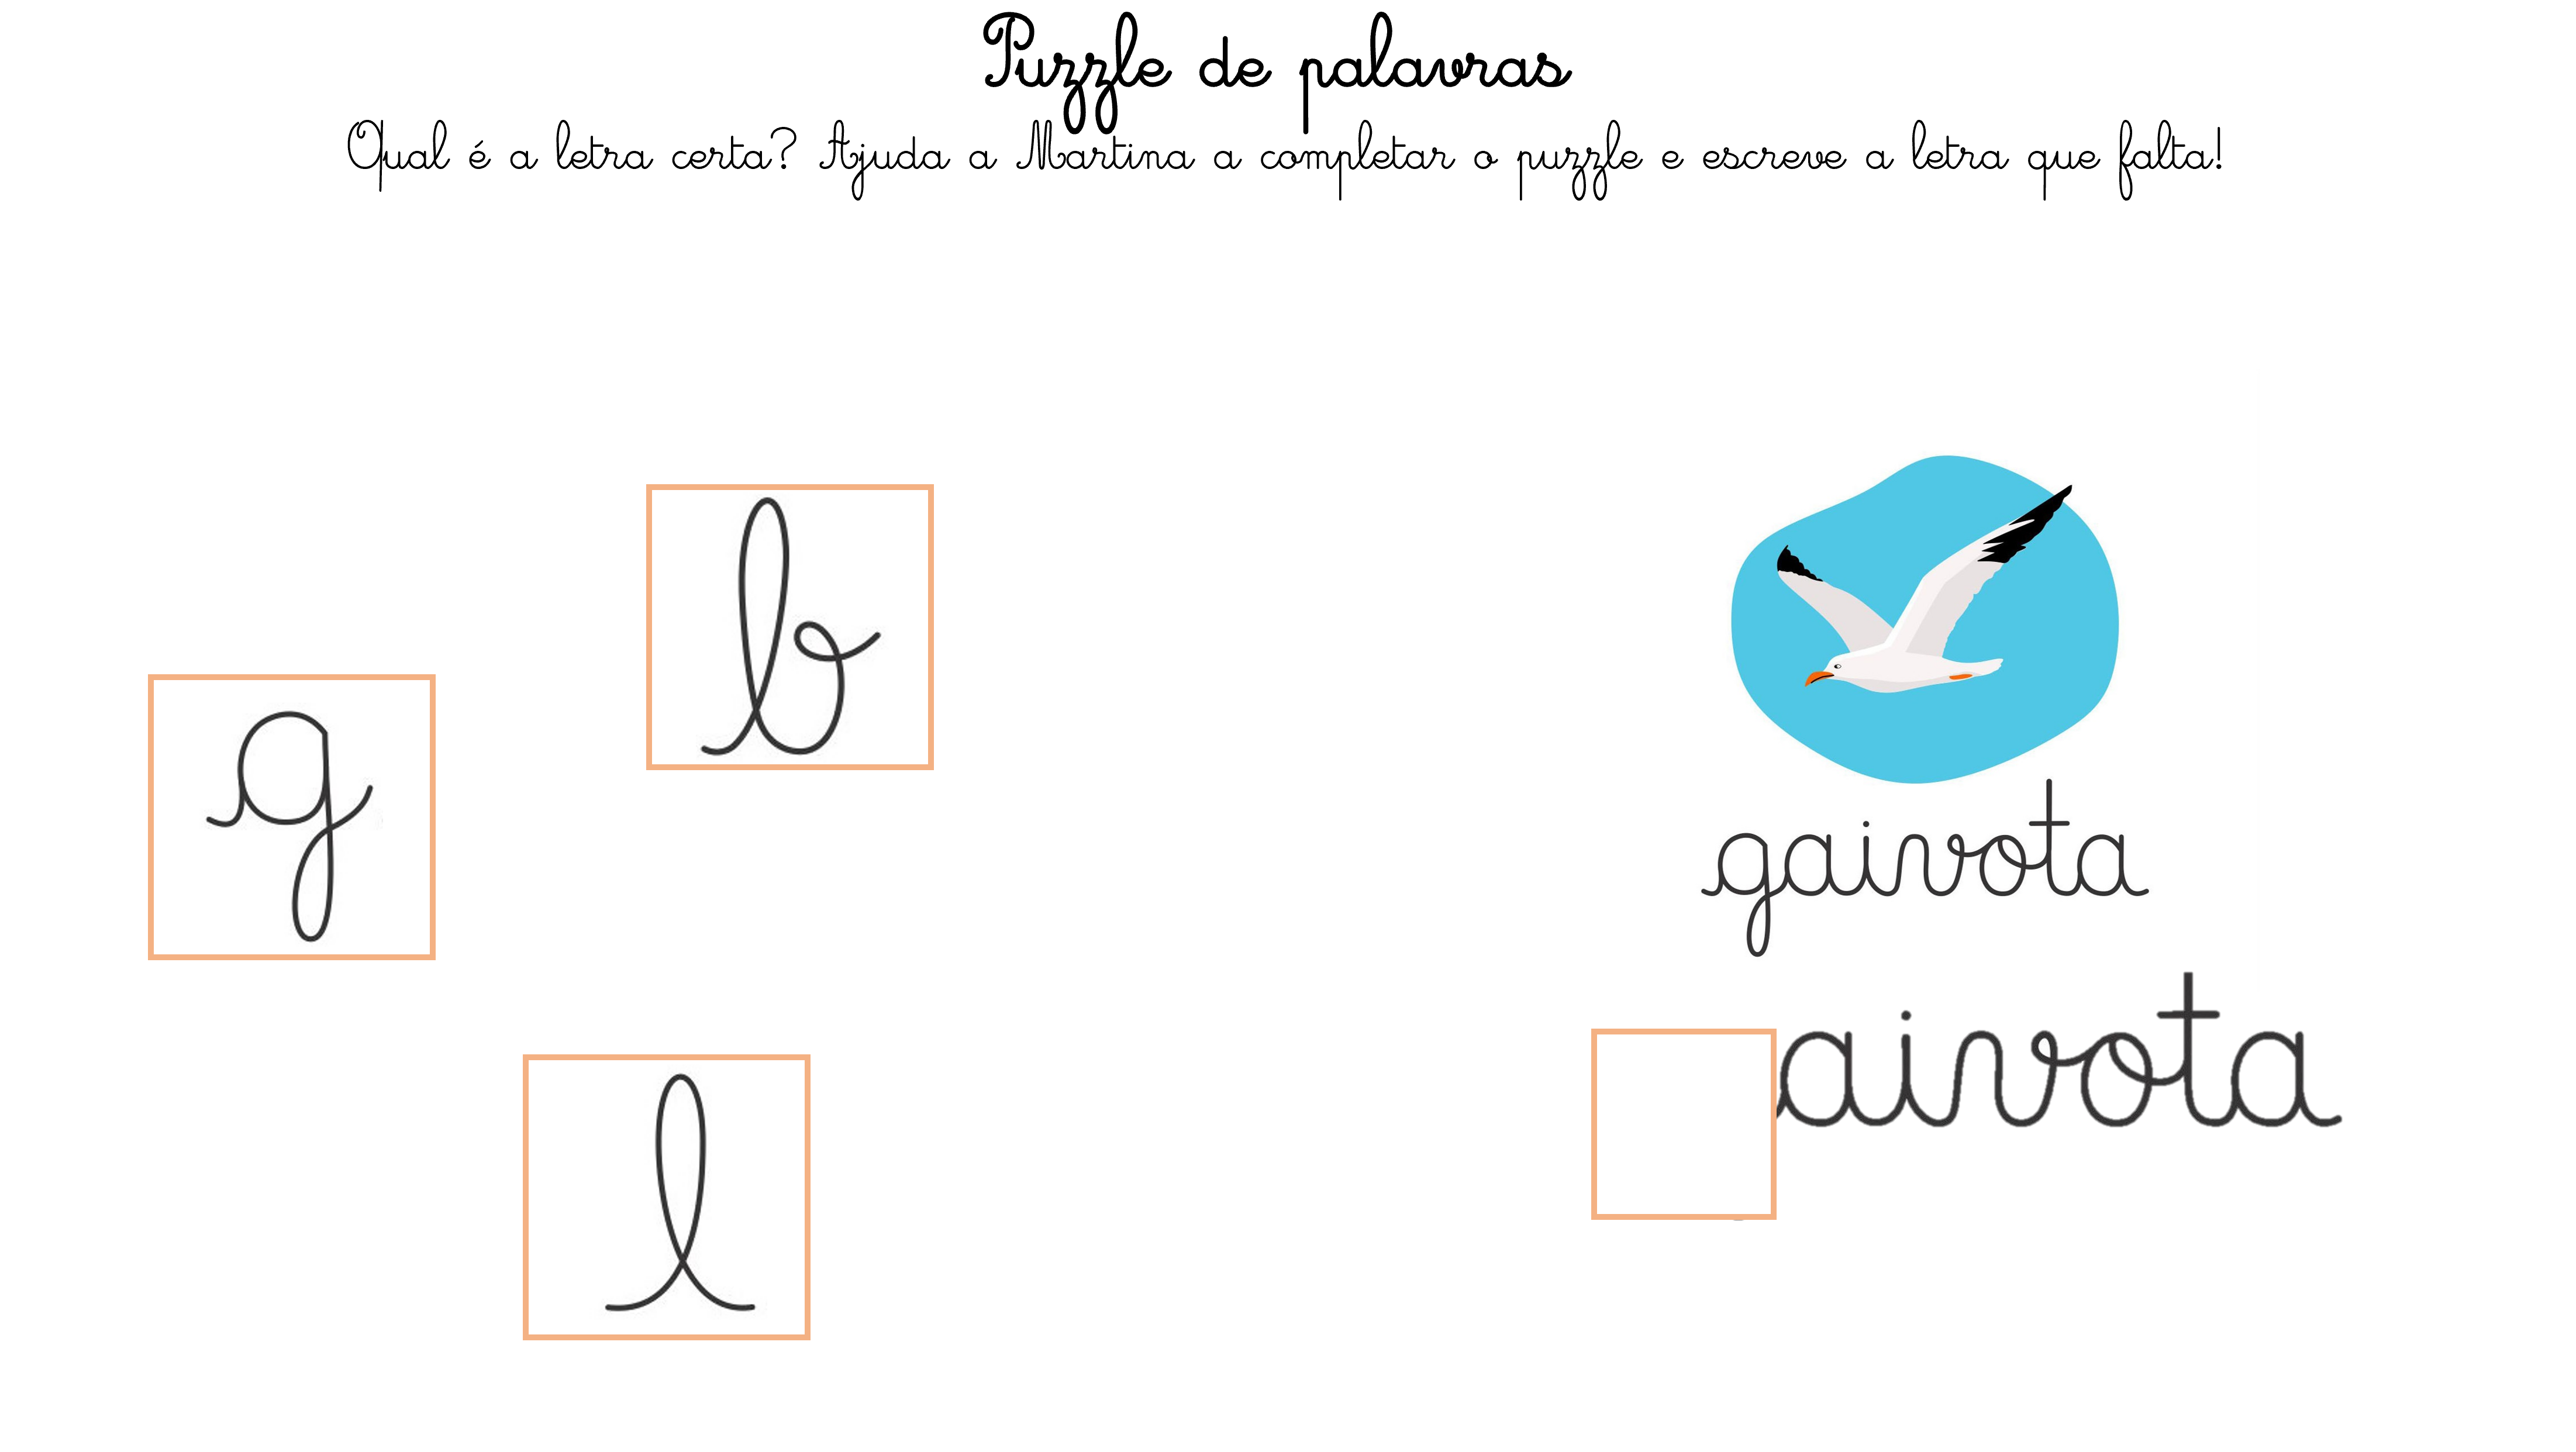 Puzzle de palavras
Qual é a letra certa? Ajuda a Martina a completar o puzzle e escreve a letra que falta!
b
g
l
gaivota
aivota